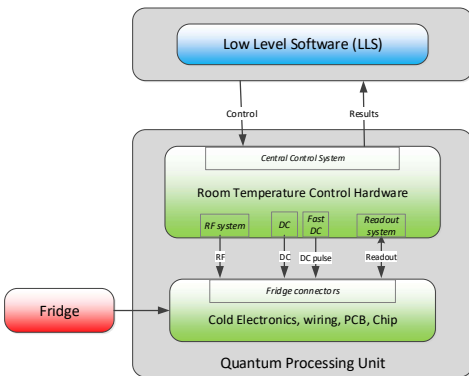 Low Level Software (LLS)
Control
Results
Central Control System
Room Temperature Control Hardware
RF system
DC
Fast
DC
Readout
system
RF
DC
DC pulse
Readout
Fridge connectors
Fridge
Cold Electronics, wiring, PCB, Chip
Quantum Processing Unit